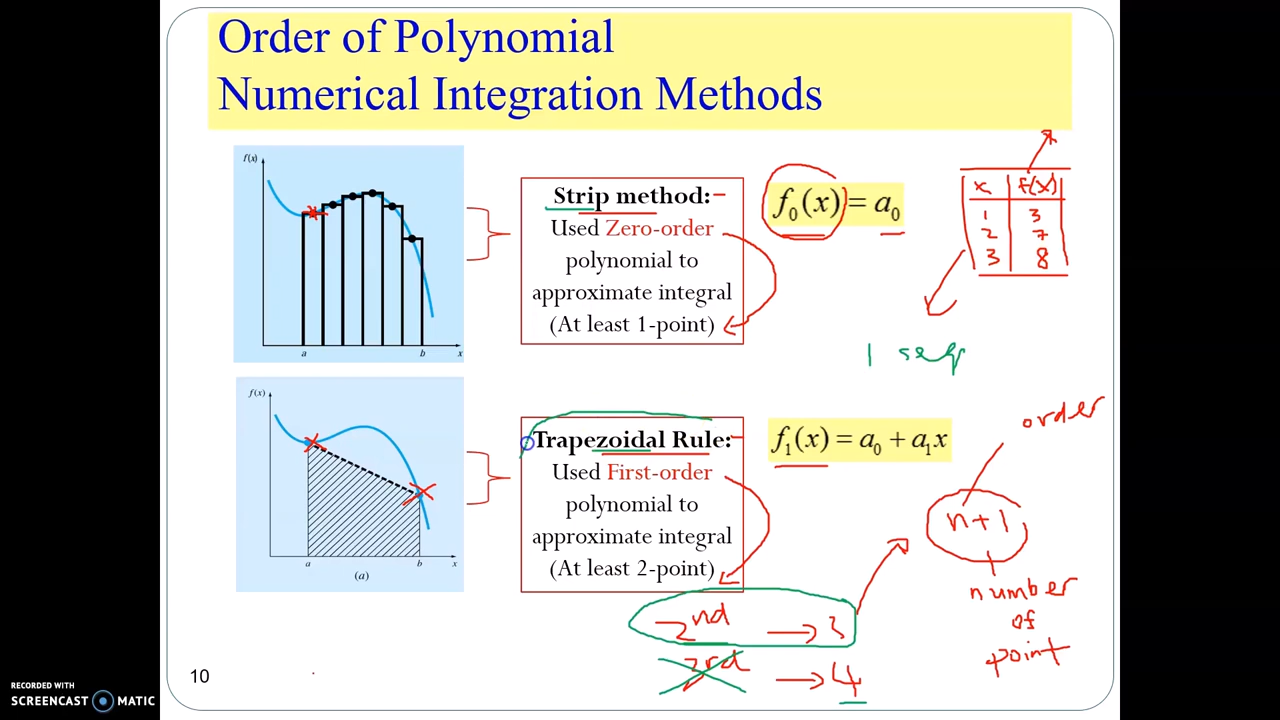 Order of Polynomial
Numerical Integration Methods
f(x)
a
b
x
Strip method:
Used Zero-order
polynomial to
approximate integral
(At least 1-point)
f₀(x) = a₀
x f(x)
1 3
2 7
3 8
1 seg
f(x)
a
b
x
(a)
Trapezoidal Rule:
Used First-order
polynomial to
approximate integral
(At least 2-point)
f₁(x) = a₀ + a₁x
order
n+1
number
of
point
2nd → 3
3rd → 4
10
RECORDED WITH
SCREENCAST MATIC